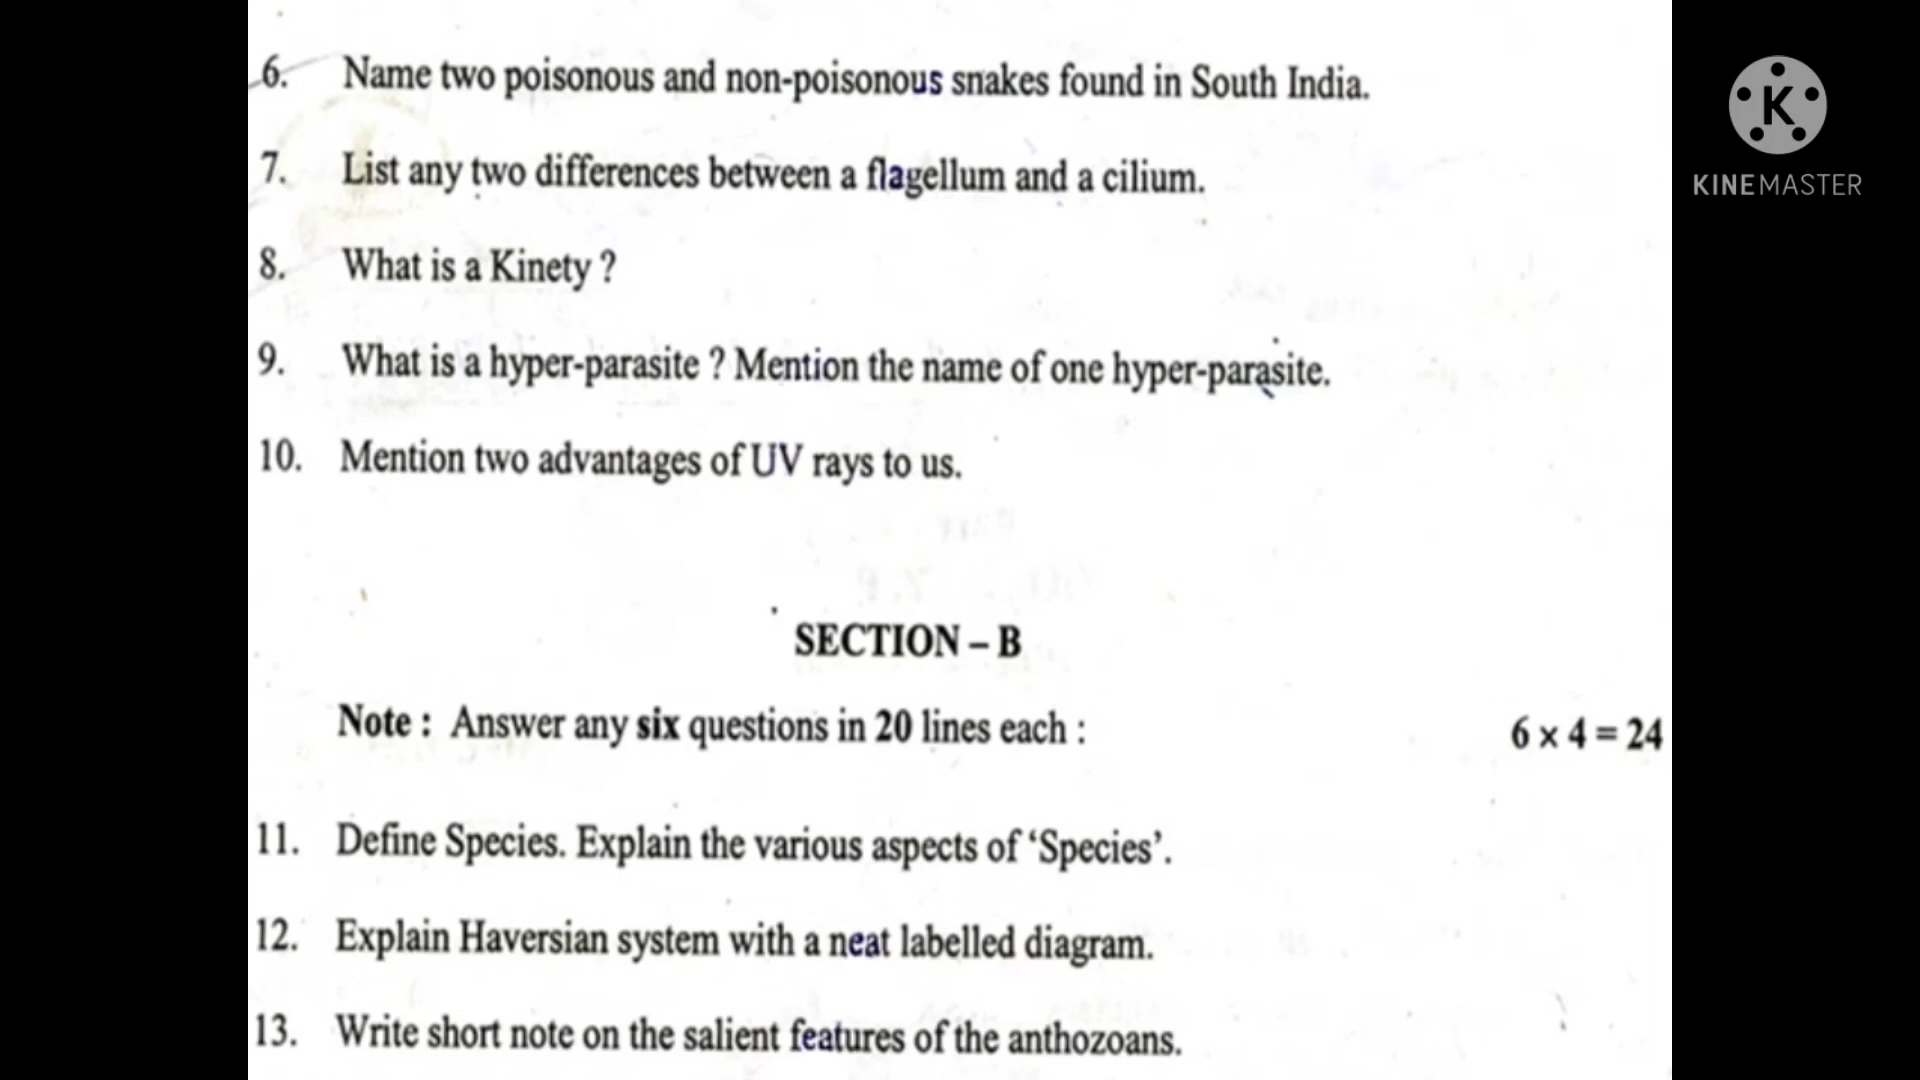 6. Name two poisonous and non-poisonous snakes found in South India.
7. List any two differences between a flagellum and a cilium.
8. What is a Kinety ?
9. What is a hyper-parasite ? Mention the name of one hyper-parasite.
10. Mention two advantages of UV rays to us.
SECTION – B
Note : Answer any six questions in 20 lines each : 6 × 4 = 24
11. Define Species. Explain the various aspects of ‘Species’.
12. Explain Haversian system with a neat labelled diagram.
13. Write short note on the salient features of the anthozoans.
K
KINEMASTER